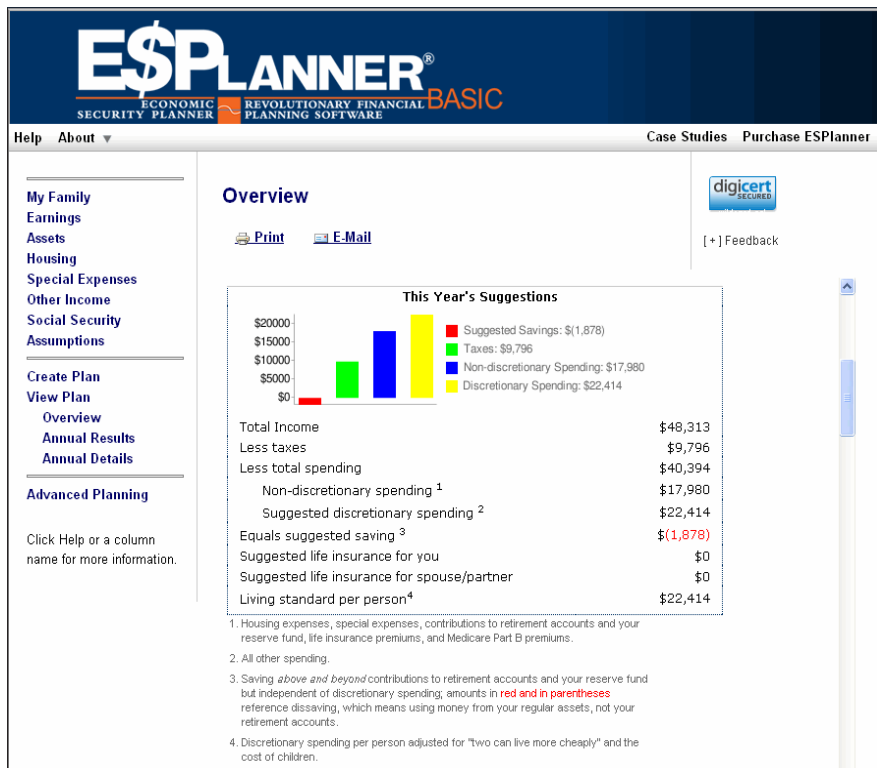 E$PLANNER® BASIC
ECONOMIC REVOLUTIONARY FINANCIAL
SECURITY PLANNER PLANNING SOFTWARE
Help About ▼ Case Studies Purchase ESPlanner
My Family
Earnings
Assets
Housing
Special Expenses
Other Income
Social Security
Assumptions
Create Plan
View Plan
Overview
Annual Results
Annual Details
Advanced Planning
Click Help or a column
name for more information.
Overview
Print E-Mail
digicert
SECURED
[+] Feedback
This Year's Suggestions
$20000
$15000
$10000
$5000
$0
Suggested Savings: $(1,878)
Taxes: $9,796
Non-discretionary Spending: $17,980
Discretionary Spending: $22,414
Total Income $48,313
Less taxes $9,796
Less total spending $40,394
Non-discretionary spending 1 $17,980
Suggested discretionary spending 2 $22,414
Equals suggested saving 3 $(1,878)
Suggested life insurance for you $0
Suggested life insurance for spouse/partner $0
Living standard per person4 $22,414
1. Housing expenses, special expenses, contributions to retirement accounts and your
reserve fund, life insurance premiums, and Medicare Part B premiums.
2. All other spending.
3. Saving above and beyond contributions to retirement accounts and your reserve fund
but independent of discretionary spending; amounts in red and in parentheses
reference dissaving, which means using money from your regular assets, not your
retirement accounts.
4. Discretionary spending per person adjusted for "two can live more cheaply" and the
cost of children.